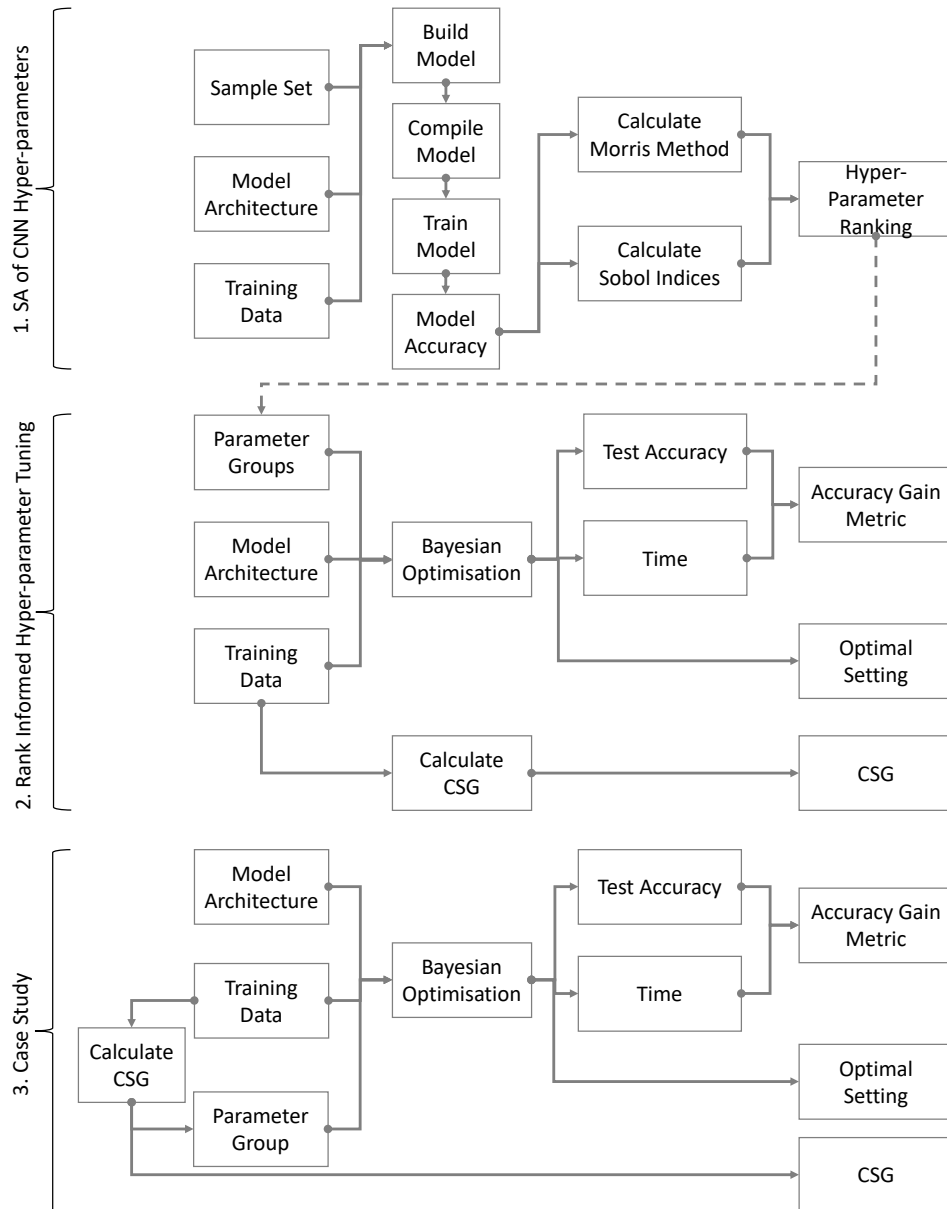 1. SA of CNN Hyper-parameters
Sample Set
Model
Architecture
Training
Data
Build
Model
Compile
Model
Train
Model
Model
Accuracy
Calculate
Morris Method
Calculate
Sobol Indices
Hyper-
Parameter
Ranking
2. Rank Informed Hyper-parameter Tuning
Parameter
Groups
Model
Architecture
Training
Data
Bayesian
Optimisation
Calculate
CSG
Test Accuracy
Time
Accuracy Gain
Metric
Optimal
Setting
CSG
3. Case Study
Model
Architecture
Training
Data
Calculate
CSG
Parameter
Group
Bayesian
Optimisation
Test Accuracy
Time
Accuracy Gain
Metric
Optimal
Setting
CSG